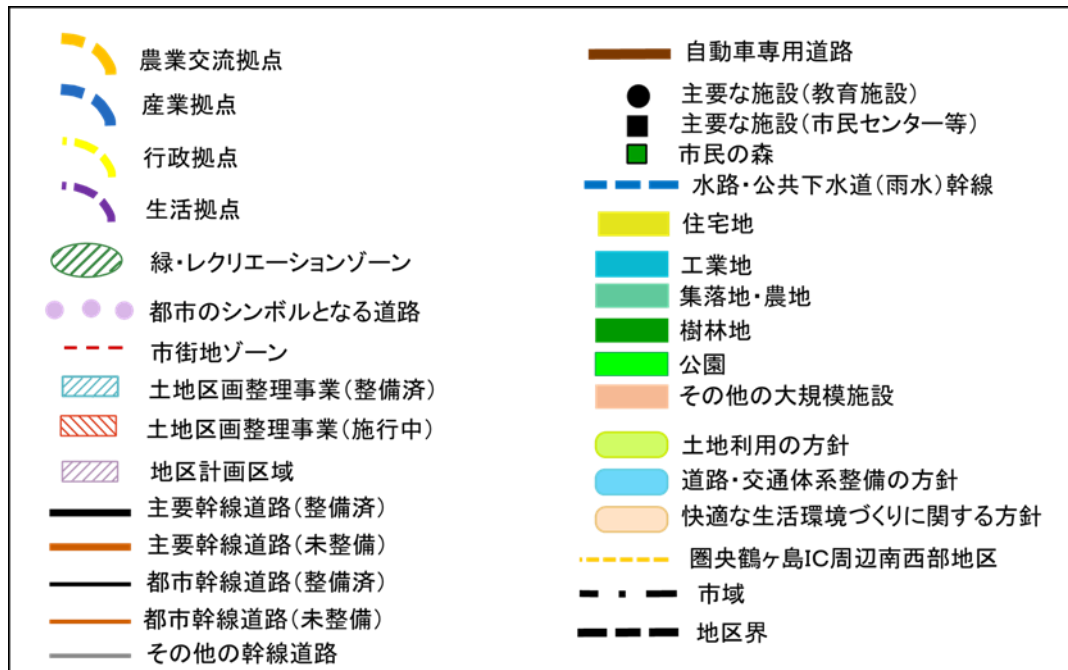 農業交流拠点
産業拠点
行政拠点
生活拠点
緑・レクリエーションゾーン
都市のシンボルとなる道路
市街地ゾーン
土地区画整理事業(整備済)
土地区画整理事業(施行中)
地区計画区域
主要幹線道路(整備済)
主要幹線道路(未整備)
都市幹線道路(整備済)
都市幹線道路(未整備)
その他の幹線道路
自動車専用道路
主要な施設(教育施設)
主要な施設(市民センター等)
市民の森
水路・公共下水道(雨水)幹線
住宅地
工業地
集落地・農地
樹林地
公園
その他の大規模施設
土地利用の方針
道路・交通体系整備の方針
快適な生活環境づくりに関する方針
圏央鶴ヶ島IC周辺南西部地区
市域
地区界